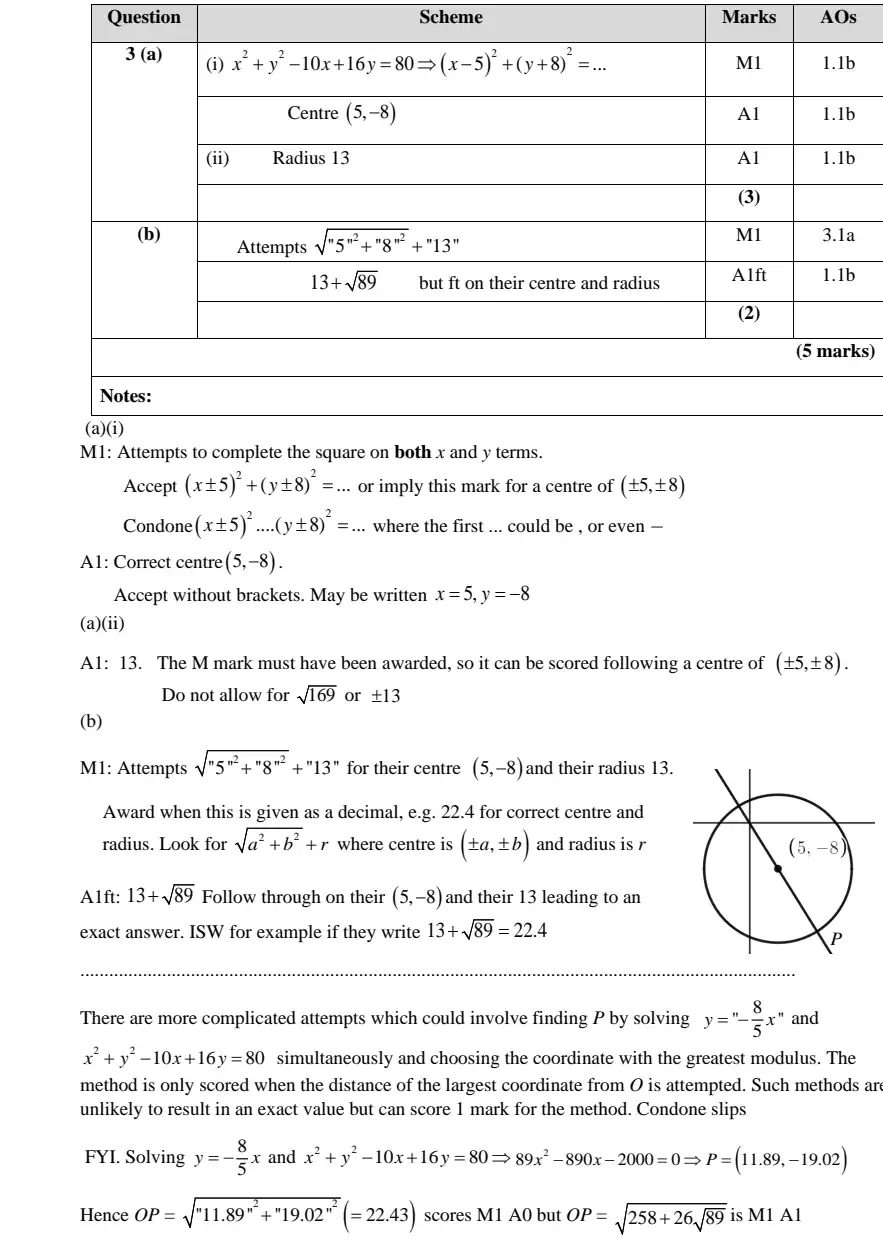 Question Scheme Marks AOs
3 (a) (i) x² + y² −10x +16y = 80 ⇒ (x − 5)² + (y + 8)² = ... M1 1.1b
Centre (5, −8) A1 1.1b
(ii) Radius 13 A1 1.1b
(3)
(b) Attempts √("5"² + "8"²) + "13" M1 3.1a
13 + √89 but ft on their centre and radius A1ft 1.1b
(2)
(5 marks)
Notes:
(a)(i)
M1: Attempts to complete the square on both x and y terms.
Accept (x ± 5)² + (y ± 8)² = ... or imply this mark for a centre of (±5, ± 8)
Condone (x ± 5)² ....(y ± 8)² = ... where the first ... could be , or even −
A1: Correct centre (5, −8).
Accept without brackets. May be written x = 5, y = −8
(a)(ii)
A1: 13. The M mark must have been awarded, so it can be scored following a centre of (±5, ± 8).
Do not allow for √169 or ±13
(b)
M1: Attempts √("5"² + "8"²) + "13" for their centre (5, −8) and their radius 13.
Award when this is given as a decimal, e.g. 22.4 for correct centre and
radius. Look for √(a² + b²) + r where centre is (±a, ± b) and radius is r
(5, −8)
A1ft: 13 + √89 Follow through on their (5, −8) and their 13 leading to an
exact answer. ISW for example if they write 13 + √89 = 22.4
P
................................................................................
There are more complicated attempts which could involve finding P by solving y = "− 8/5 x" and
x² + y² −10x +16y = 80 simultaneously and choosing the coordinate with the greatest modulus. The
method is only scored when the distance of the largest coordinate from O is attempted. Such methods are
unlikely to result in an exact value but can score 1 mark for the method. Condone slips
FYI. Solving y = − 8/5 x and x² + y² −10x +16y = 80 ⇒ 89x² − 890x − 2000 = 0 ⇒ P = (11.89, −19.02)
Hence OP = √("11.89"² + "19.02"²) (= 22.43) scores M1 A0 but OP = √(258 + 26√89) is M1 A1